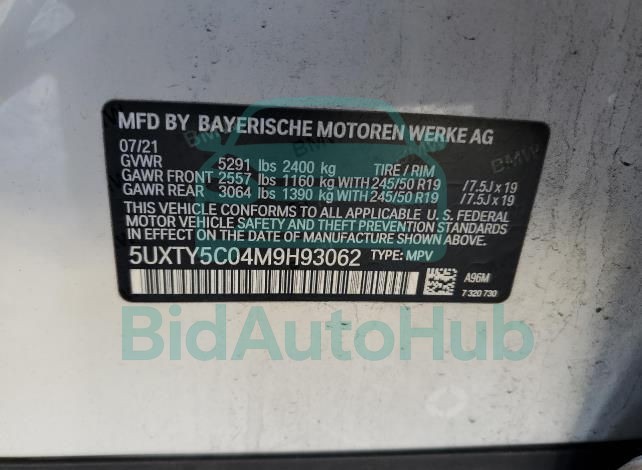 MFD BY BAYERISCHE MOTOREN WERKE AG
07/21
GVWR 5291 lbs 2400 kg TIRE / RIM
GAWR FRONT 2557 lbs 1160 kg WITH 245/50 R19 / 7.5J x 19
GAWR REAR 3064 lbs 1390 kg WITH 245/50 R19 / 7.5J x 19
THIS VEHICLE CONFORMS TO ALL APPLICABLE U. S. FEDERAL
MOTOR VEHICLE SAFETY AND THEFT PREVENTION STANDARDS
IN EFFECT ON THE DATE OF MANUFACTURE SHOWN ABOVE.
5UXTY5C04M9H93062 TYPE: MPV
A96M
7 320 730
BidAutoHub